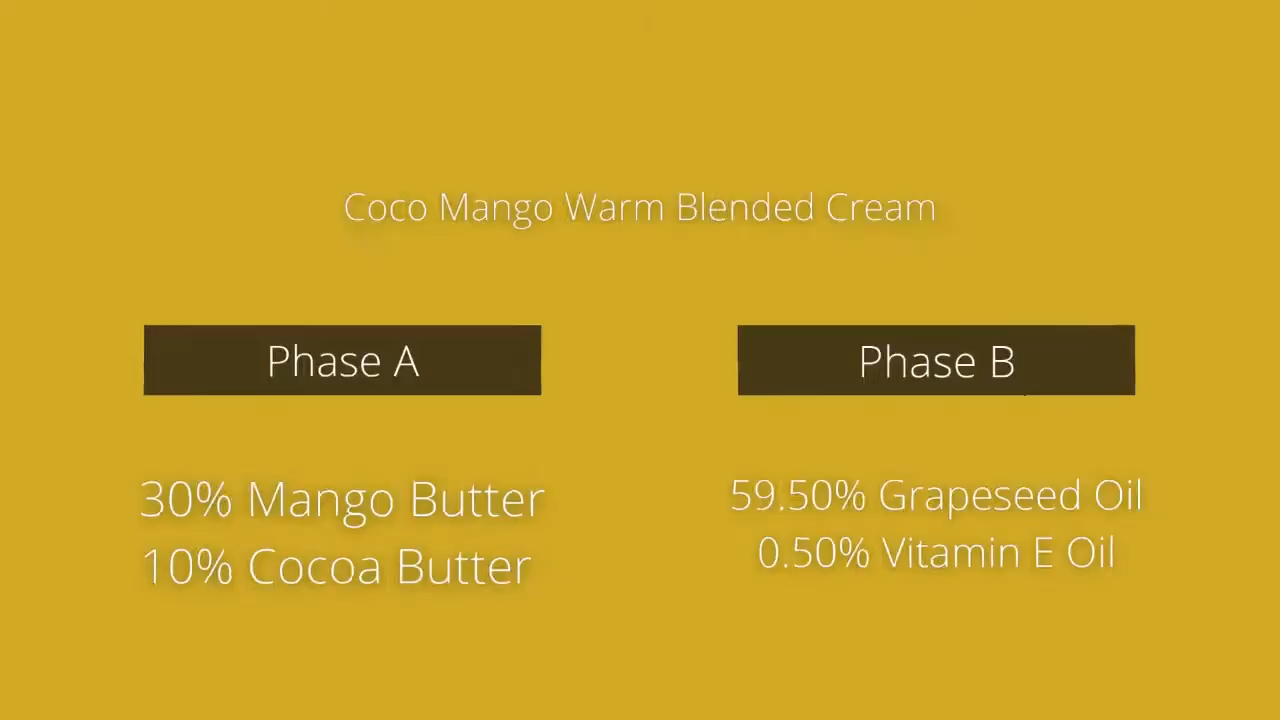 Coco Mango Warm Blended Cream
Phase A
30% Mango Butter
10% Cocoa Butter
Phase B
59.50% Grapeseed Oil
0.50% Vitamin E Oil